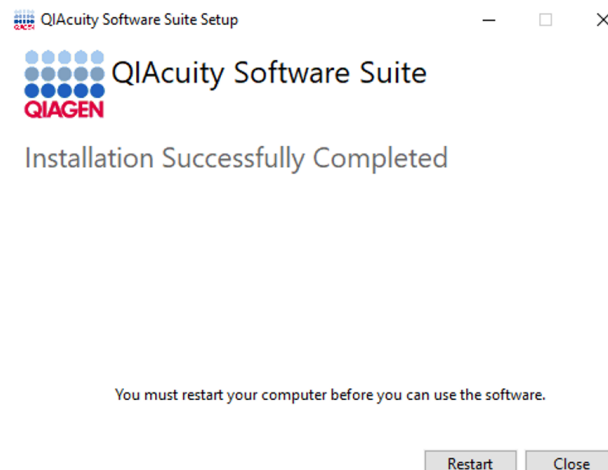 QIAGEN QIAcuity Software Suite Setup
QIAcuity Software Suite
QIAGEN
Installation Successfully Completed
You must restart your computer before you can use the software.
Restart Close